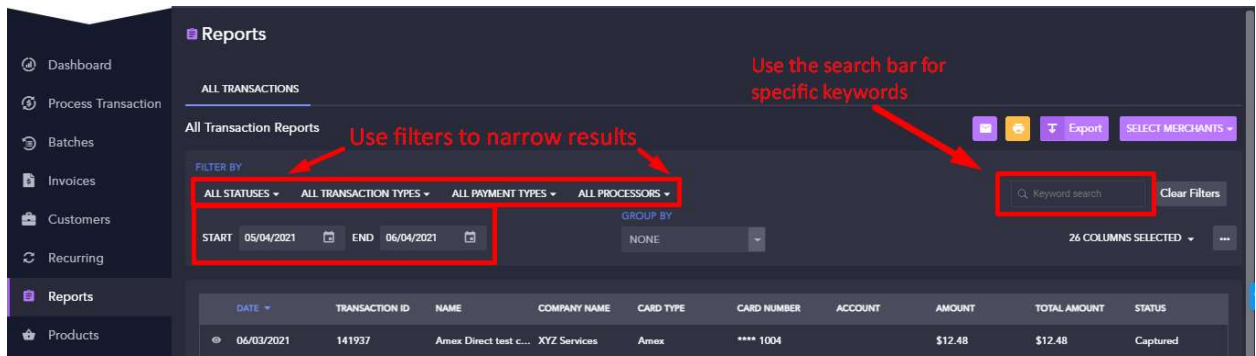 Reports
Dashboard
Process Transaction
Batches
Invoices
Customers
Recurring
Reports
Products
ALL TRANSACTIONS
Use the search bar for
specific keywords
All Transaction Reports
Use filters to narrow results
Export
SELECT MERCHANTS
FILTER BY
ALL STATUSES ALL TRANSACTION TYPES ALL PAYMENT TYPES ALL PROCESSORS
Keyword search
Clear Filters
START 05/04/2021 END 06/04/2021
GROUP BY
NONE
26 COLUMNS SELECTED
DATE TRANSACTION ID NAME COMPANY NAME CARD TYPE CARD NUMBER ACCOUNT AMOUNT TOTAL AMOUNT STATUS
06/03/2021 141937 Amex Direct test c... XYZ Services Amex **** 1004 $12.48 $12.48 Captured